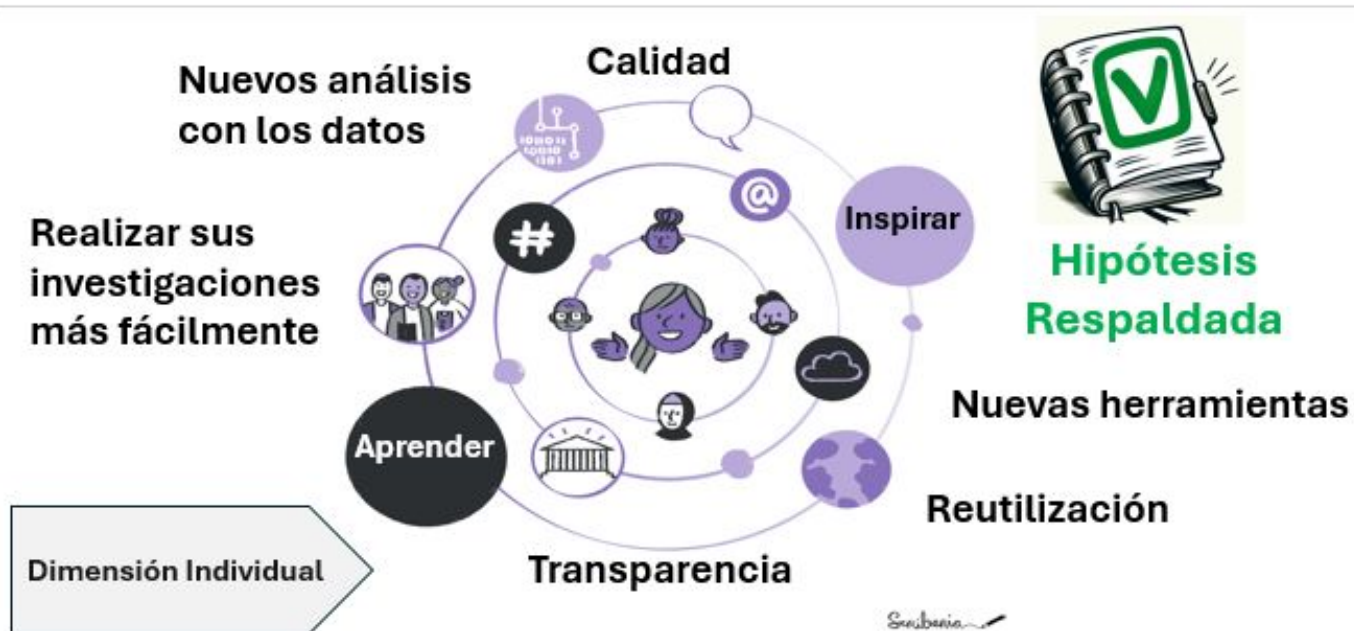 Calidad
Nuevos análisis
con los datos
Inspirar
Realizar sus
investigaciones
más fácilmente
Hipótesis
Respaldada
Nuevas herramientas
Aprender
Reutilización
Dimensión Individual
Transparencia
@
#